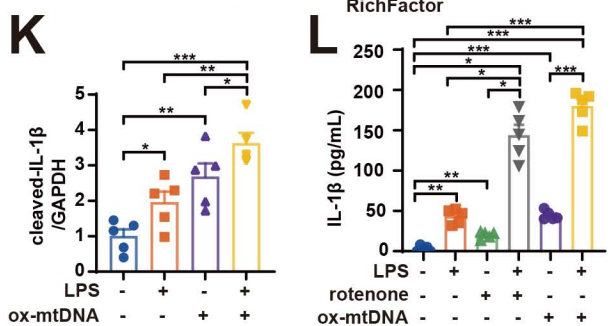 RichFactor
K
L
***
**
*
**
*
5
4
3
2
1
0
cleaved-IL-1β
/GAPDH
LPS - + - +
ox-mtDNA - - + +
***
***
***
*
*
*
***
**
**
250
200
150
100
50
0
IL-1β (pg/mL)
LPS - + - + - +
rotenone - - + + - -
ox-mtDNA - - - - + +